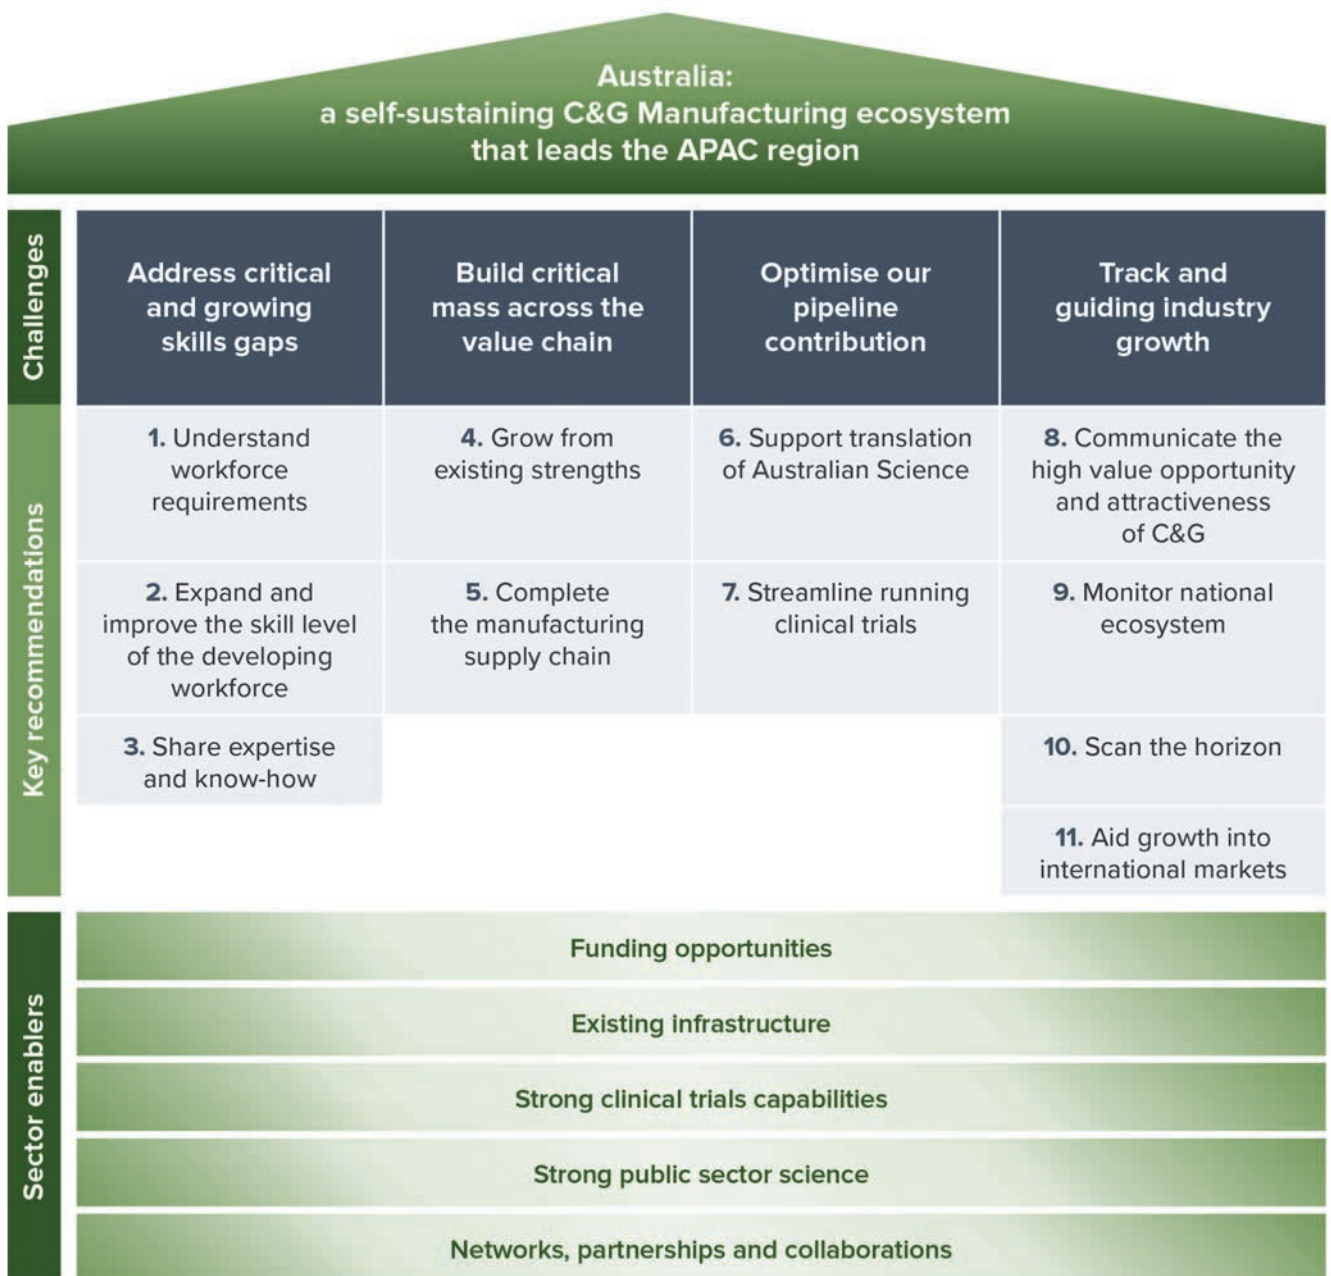 Australia:
a self-sustaining C&G Manufacturing ecosystem
that leads the APAC region
Challenges
Address critical
and growing
skills gaps
Build critical
mass across the
value chain
Optimise our
pipeline
contribution
Track and
guiding industry
growth
Key recommendations
1. Understand
workforce
requirements
4. Grow from
existing strengths
6. Support translation
of Australian Science
8. Communicate the
high value opportunity
and attractiveness
of C&G
2. Expand and
improve the skill level
of the developing
workforce
5. Complete
the manufacturing
supply chain
7. Streamline running
clinical trials
9. Monitor national
ecosystem
3. Share expertise
and know-how
10. Scan the horizon
11. Aid growth into
international markets
Sector enablers
Funding opportunities
Existing infrastructure
Strong clinical trials capabilities
Strong public sector science
Networks, partnerships and collaborations